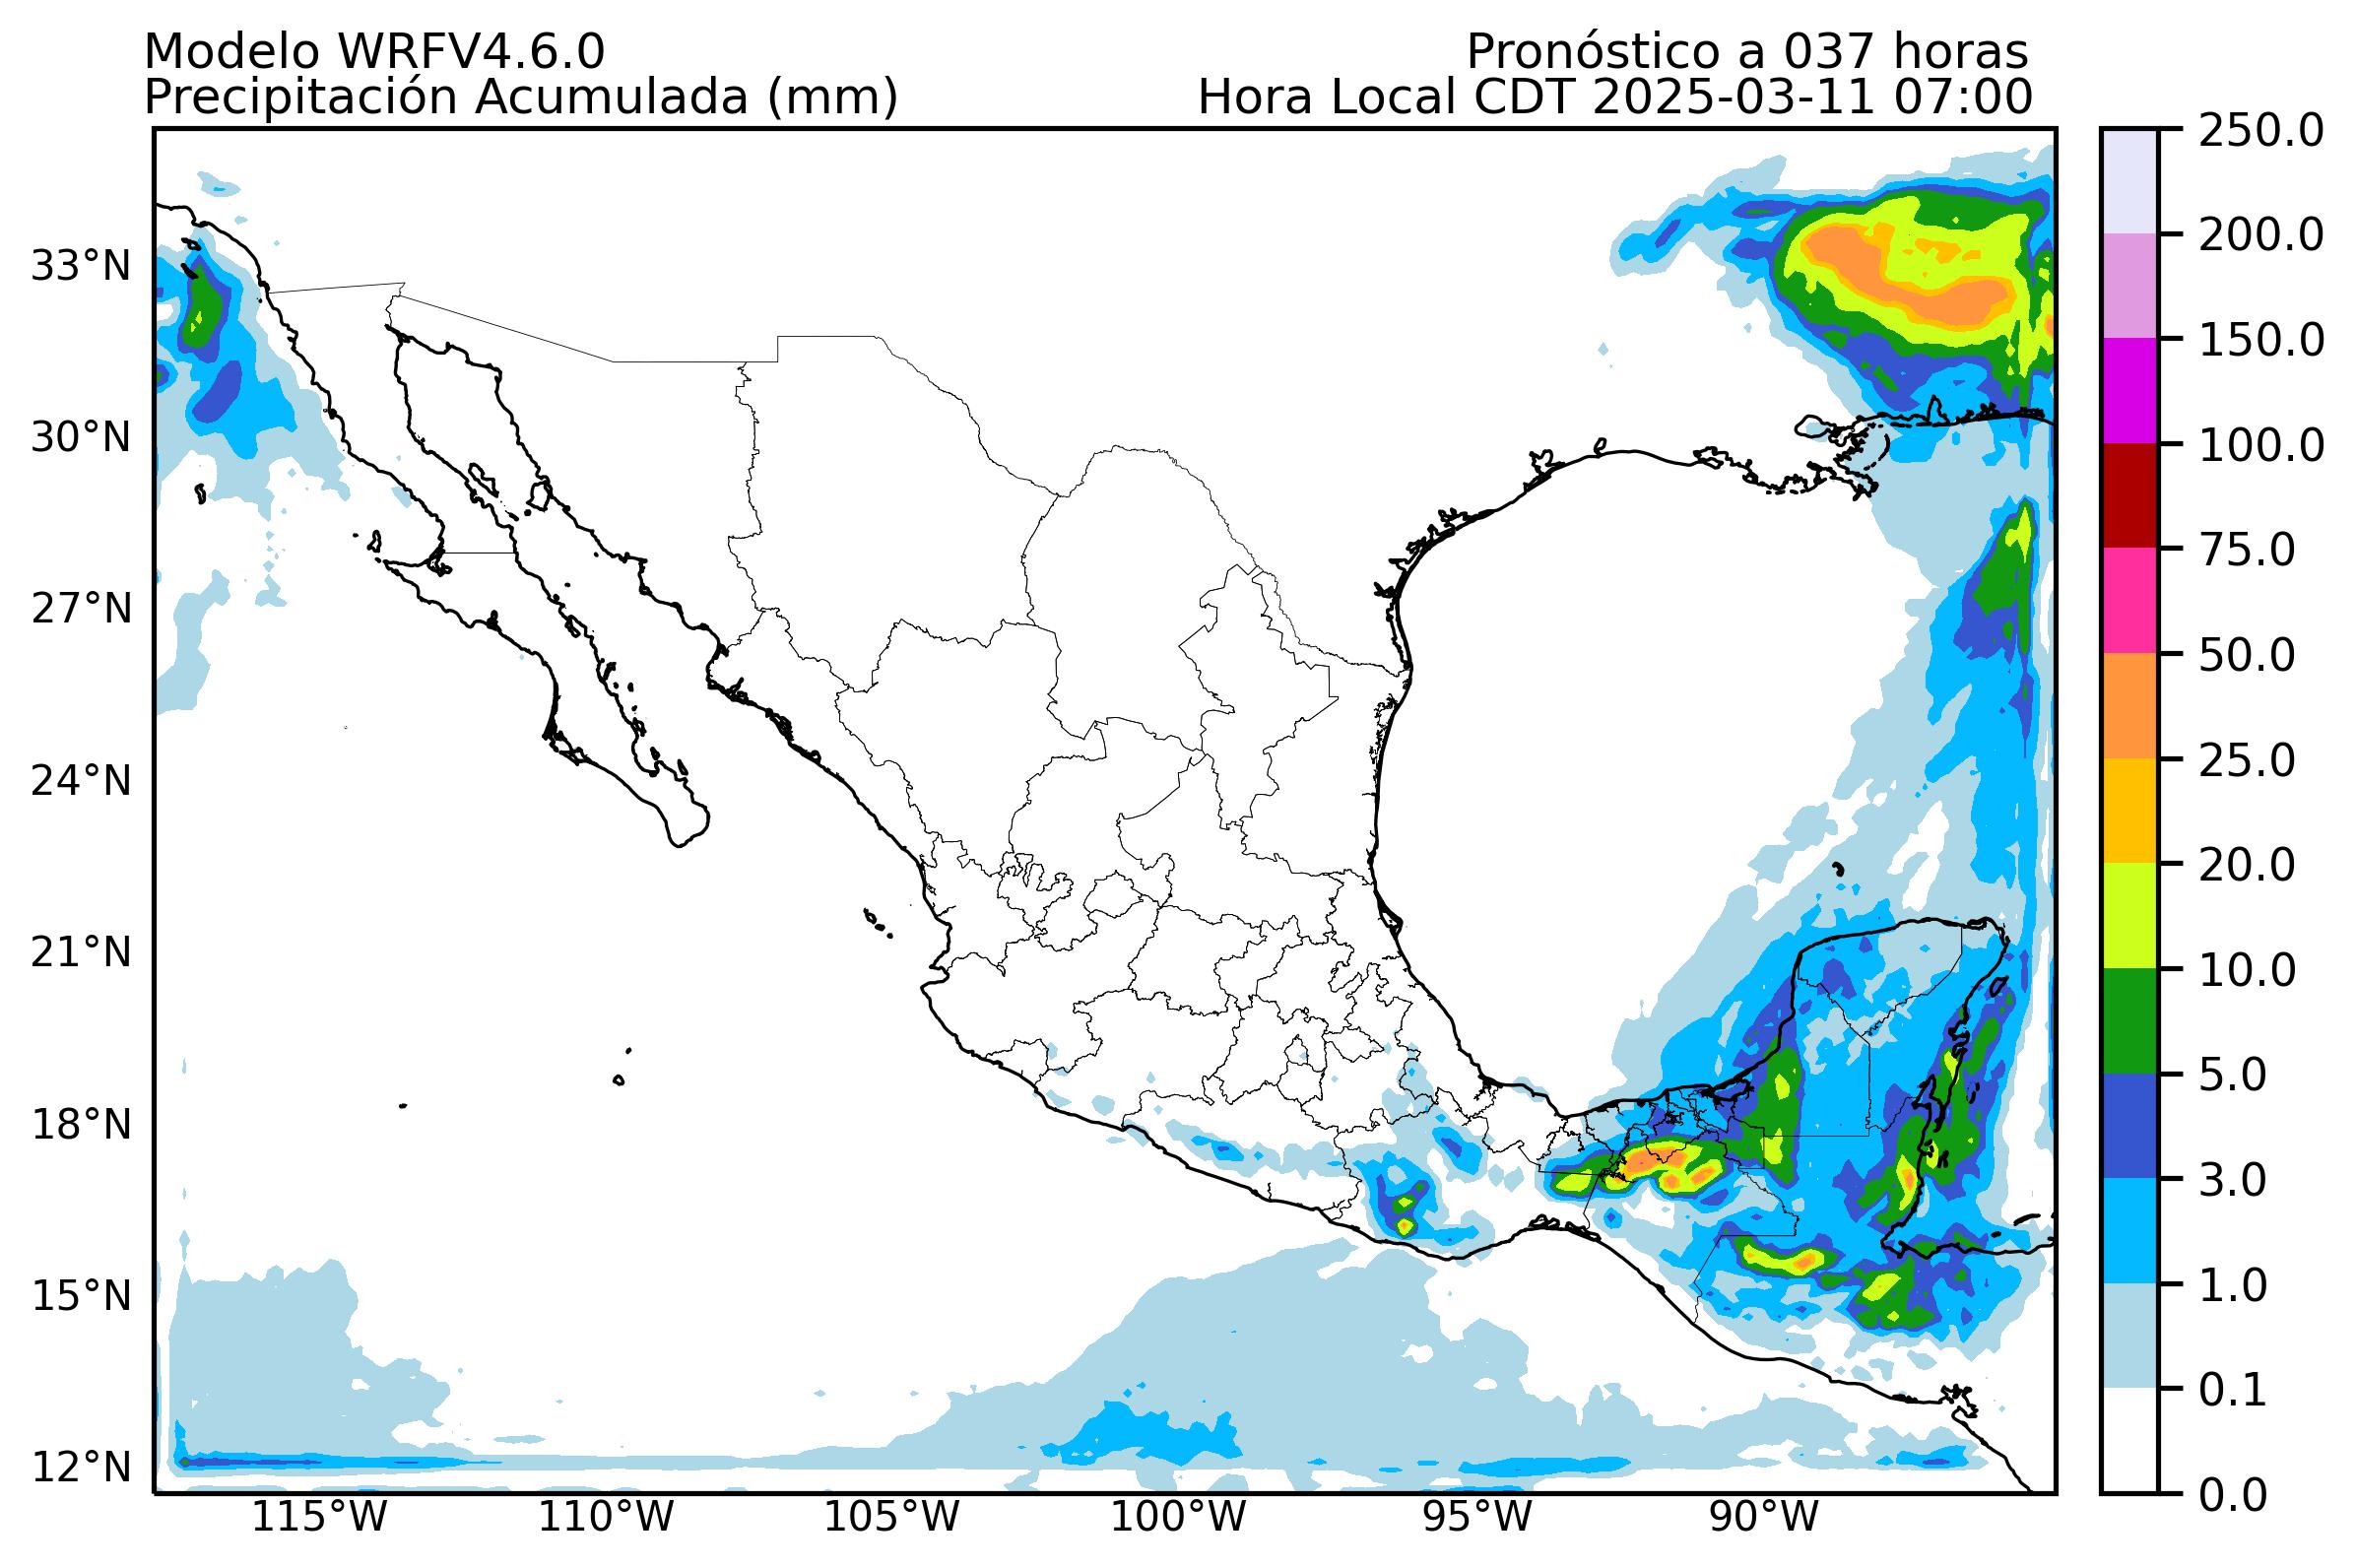 Modelo WRFV4.6.0
Pronóstico a 037 horas
Precipitación Acumulada (mm)
Hora Local CDT 2025-03-11 07:00
33°N
30°N
27°N
24°N
21°N
18°N
15°N
12°N
115°W
110°W
105°W
100°W
95°W
90°W
250.0
200.0
150.0
100.0
75.0
50.0
25.0
20.0
10.0
5.0
3.0
1.0
0.1
0.0